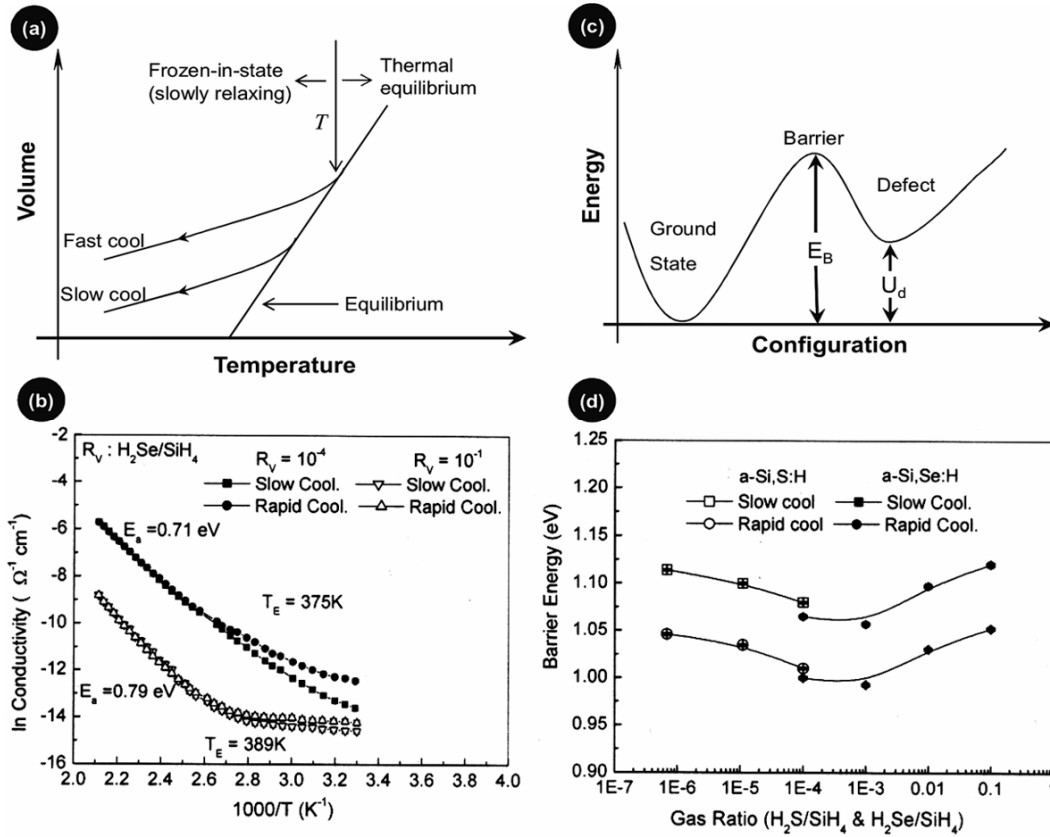 (a)
Volume
Frozen-in-state
(slowly relaxing)
Thermal
equilibrium
T
Fast cool
Slow cool
Equilibrium
Temperature
(c)
Energy
Barrier
Defect
Ground
State
E_B
U_d
Configuration
(b)
ln Conductivity ( Ω⁻¹ cm⁻¹)
-2
-4
-6
-8
-10
-12
-14
-16
R_V : H₂Se/SiH₄
R_V = 10⁻⁴ R_V = 10⁻¹
Slow Cool. Slow Cool.
Rapid Cool. Rapid Cool.
E_a =0.71 eV
T_E = 375K
E_a =0.79 eV
T_E = 389K
2.0 2.2 2.4 2.6 2.8 3.0 3.2 3.4 3.6 3.8 4.0
1000/T (K⁻¹)
(d)
Barrier Energy (eV)
1.25
1.20
1.15
1.10
1.05
1.00
0.95
0.90
a-Si,S:H a-Si,Se:H
Slow cool Slow Cool.
Rapid cool Rapid Cool.
1E-7 1E-6 1E-5 1E-4 1E-3 0.01 0.1 1
Gas Ratio (H₂S/SiH₄ & H₂Se/SiH₄)